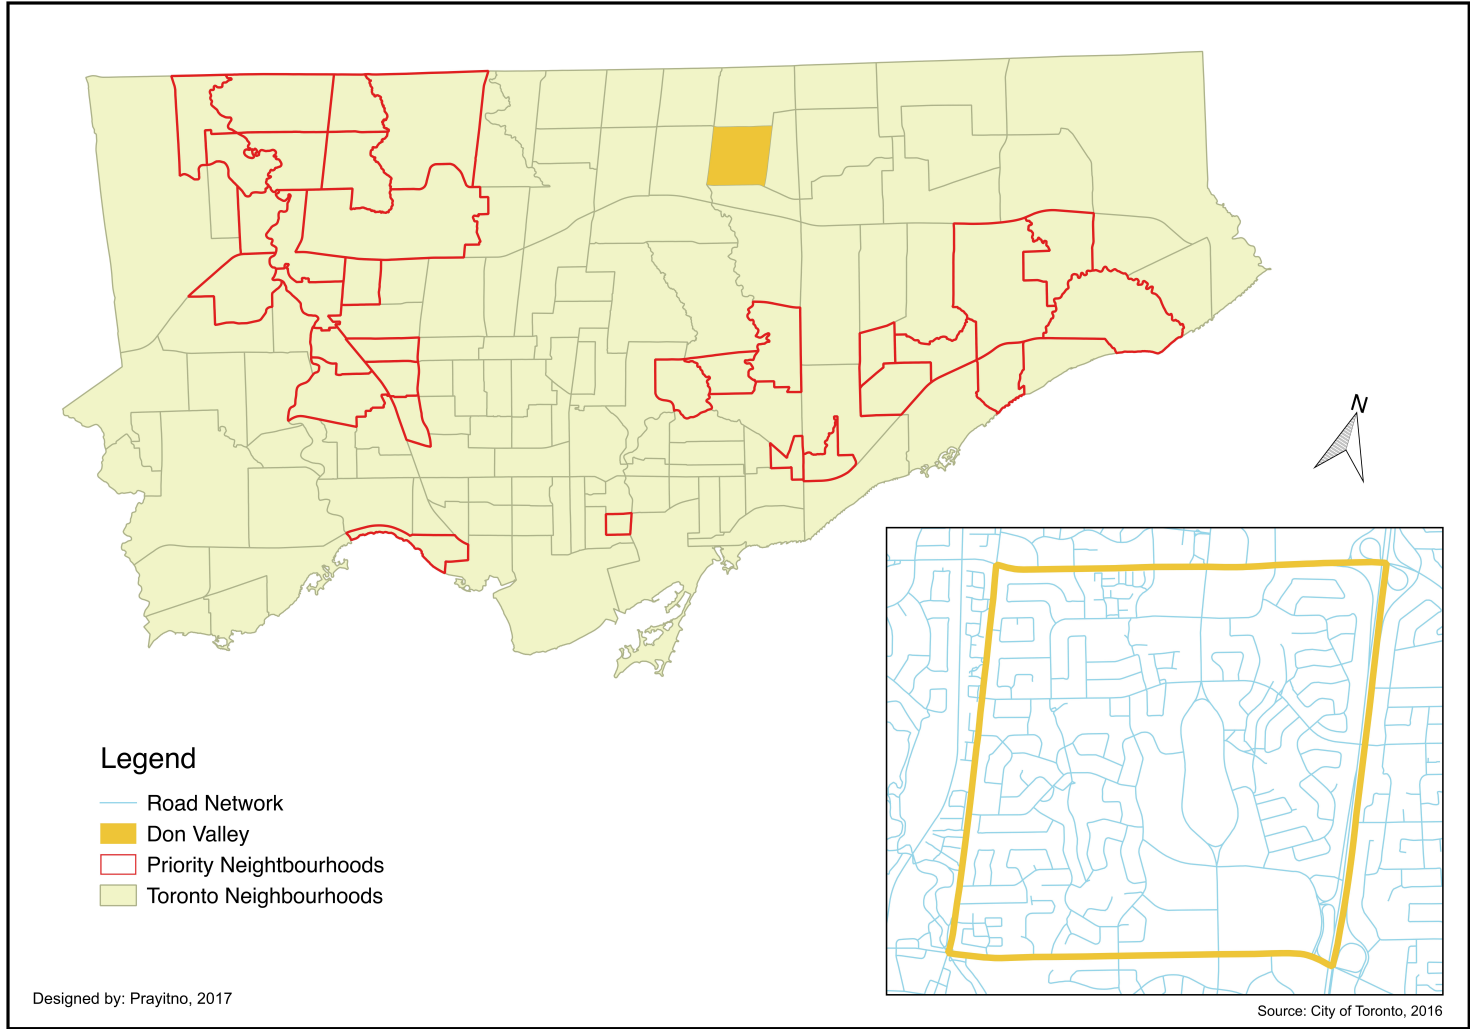 N
Legend
Road Network
Don Valley
Priority Neightbourhoods
Toronto Neighbourhoods
Designed by: Prayitno, 2017
Source: City of Toronto, 2016